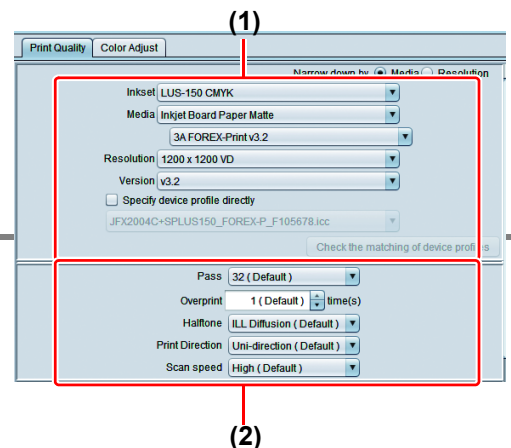 (1)
Print Quality Color Adjust
Narrow down by Media Resolution
Inkset LUS-150 CMYK
Media Inkjet Board Paper Matte
3A FOREX-Print v3.2
Resolution 1200 x 1200 VD
Version v3.2
Specify device profile directly
JFX2004C+SPLUS150_FOREX-P_F105678.icc
Check the matching of device profiles
Pass 32 ( Default )
Overprint 1 ( Default ) time(s)
Halftone ILL Diffusion ( Default )
Print Direction Uni-direction ( Default )
Scan speed High ( Default )
(2)